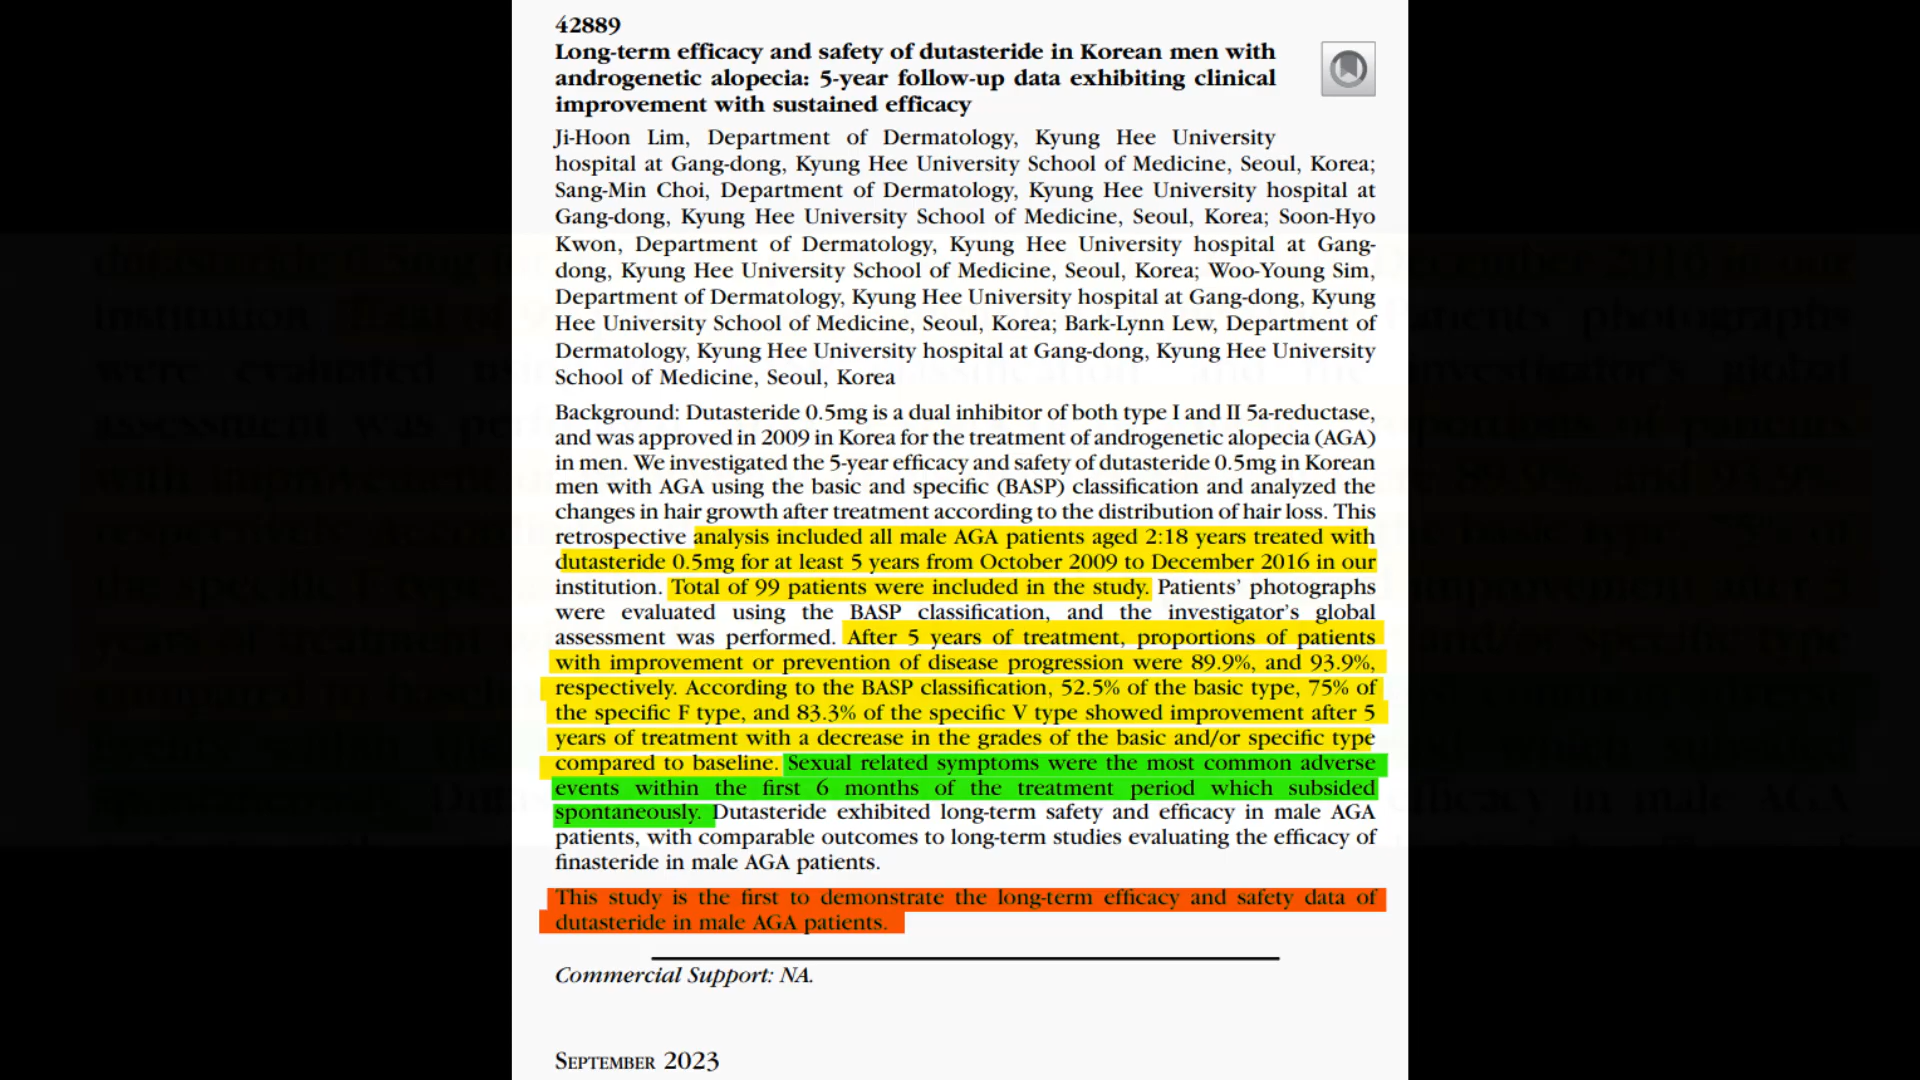 42889
Long-term efficacy and safety of dutasteride in Korean men with
androgenetic alopecia: 5-year follow-up data exhibiting clinical
improvement with sustained efficacy
Ji-Hoon Lim, Department of Dermatology, Kyung Hee University
hospital at Gang-dong, Kyung Hee University School of Medicine, Seoul, Korea;
Sang-Min Choi, Department of Dermatology, Kyung Hee University hospital at
Gang-dong, Kyung Hee University School of Medicine, Seoul, Korea; Soon-Hyo
Kwon, Department of Dermatology, Kyung Hee University hospital at Gang-
dong, Kyung Hee University School of Medicine, Seoul, Korea; Woo-Young Sim,
Department of Dermatology, Kyung Hee University hospital at Gang-dong, Kyung
Hee University School of Medicine, Seoul, Korea; Bark-Lynn Lew, Department of
Dermatology, Kyung Hee University hospital at Gang-dong, Kyung Hee University
School of Medicine, Seoul, Korea
Background: Dutasteride 0.5mg is a dual inhibitor of both type I and II 5a-reductase,
and was approved in 2009 in Korea for the treatment of androgenetic alopecia (AGA)
in men. We investigated the 5-year efficacy and safety of dutasteride 0.5mg in Korean
men with AGA using the basic and specific (BASP) classification and analyzed the
changes in hair growth after treatment according to the distribution of hair loss. This
retrospective analysis included all male AGA patients aged 2:18 years treated with
dutasteride 0.5mg for at least 5 years from October 2009 to December 2016 in our
institution. Total of 99 patients were included in the study. Patients' photographs
were evaluated using the BASP classification, and the investigator's global
assessment was performed. After 5 years of treatment, proportions of patients
with improvement or prevention of disease progression were 89.9%, and 93.9%,
respectively. According to the BASP classification, 52.5% of the basic type, 75% of
the specific F type, and 83.3% of the specific V type showed improvement after 5
years of treatment with a decrease in the grades of the basic and/or specific type
compared to baseline. Sexual related symptoms were the most common adverse
events within the first 6 months of the treatment period which subsided
spontaneously. Dutasteride exhibited long-term safety and efficacy in male AGA
patients, with comparable outcomes to long-term studies evaluating the efficacy of
finasteride in male AGA patients.
This study is the first to demonstrate the long-term efficacy and safety data of
dutasteride in male AGA patients.
Commercial Support: NA.
SEPTEMBER 2023